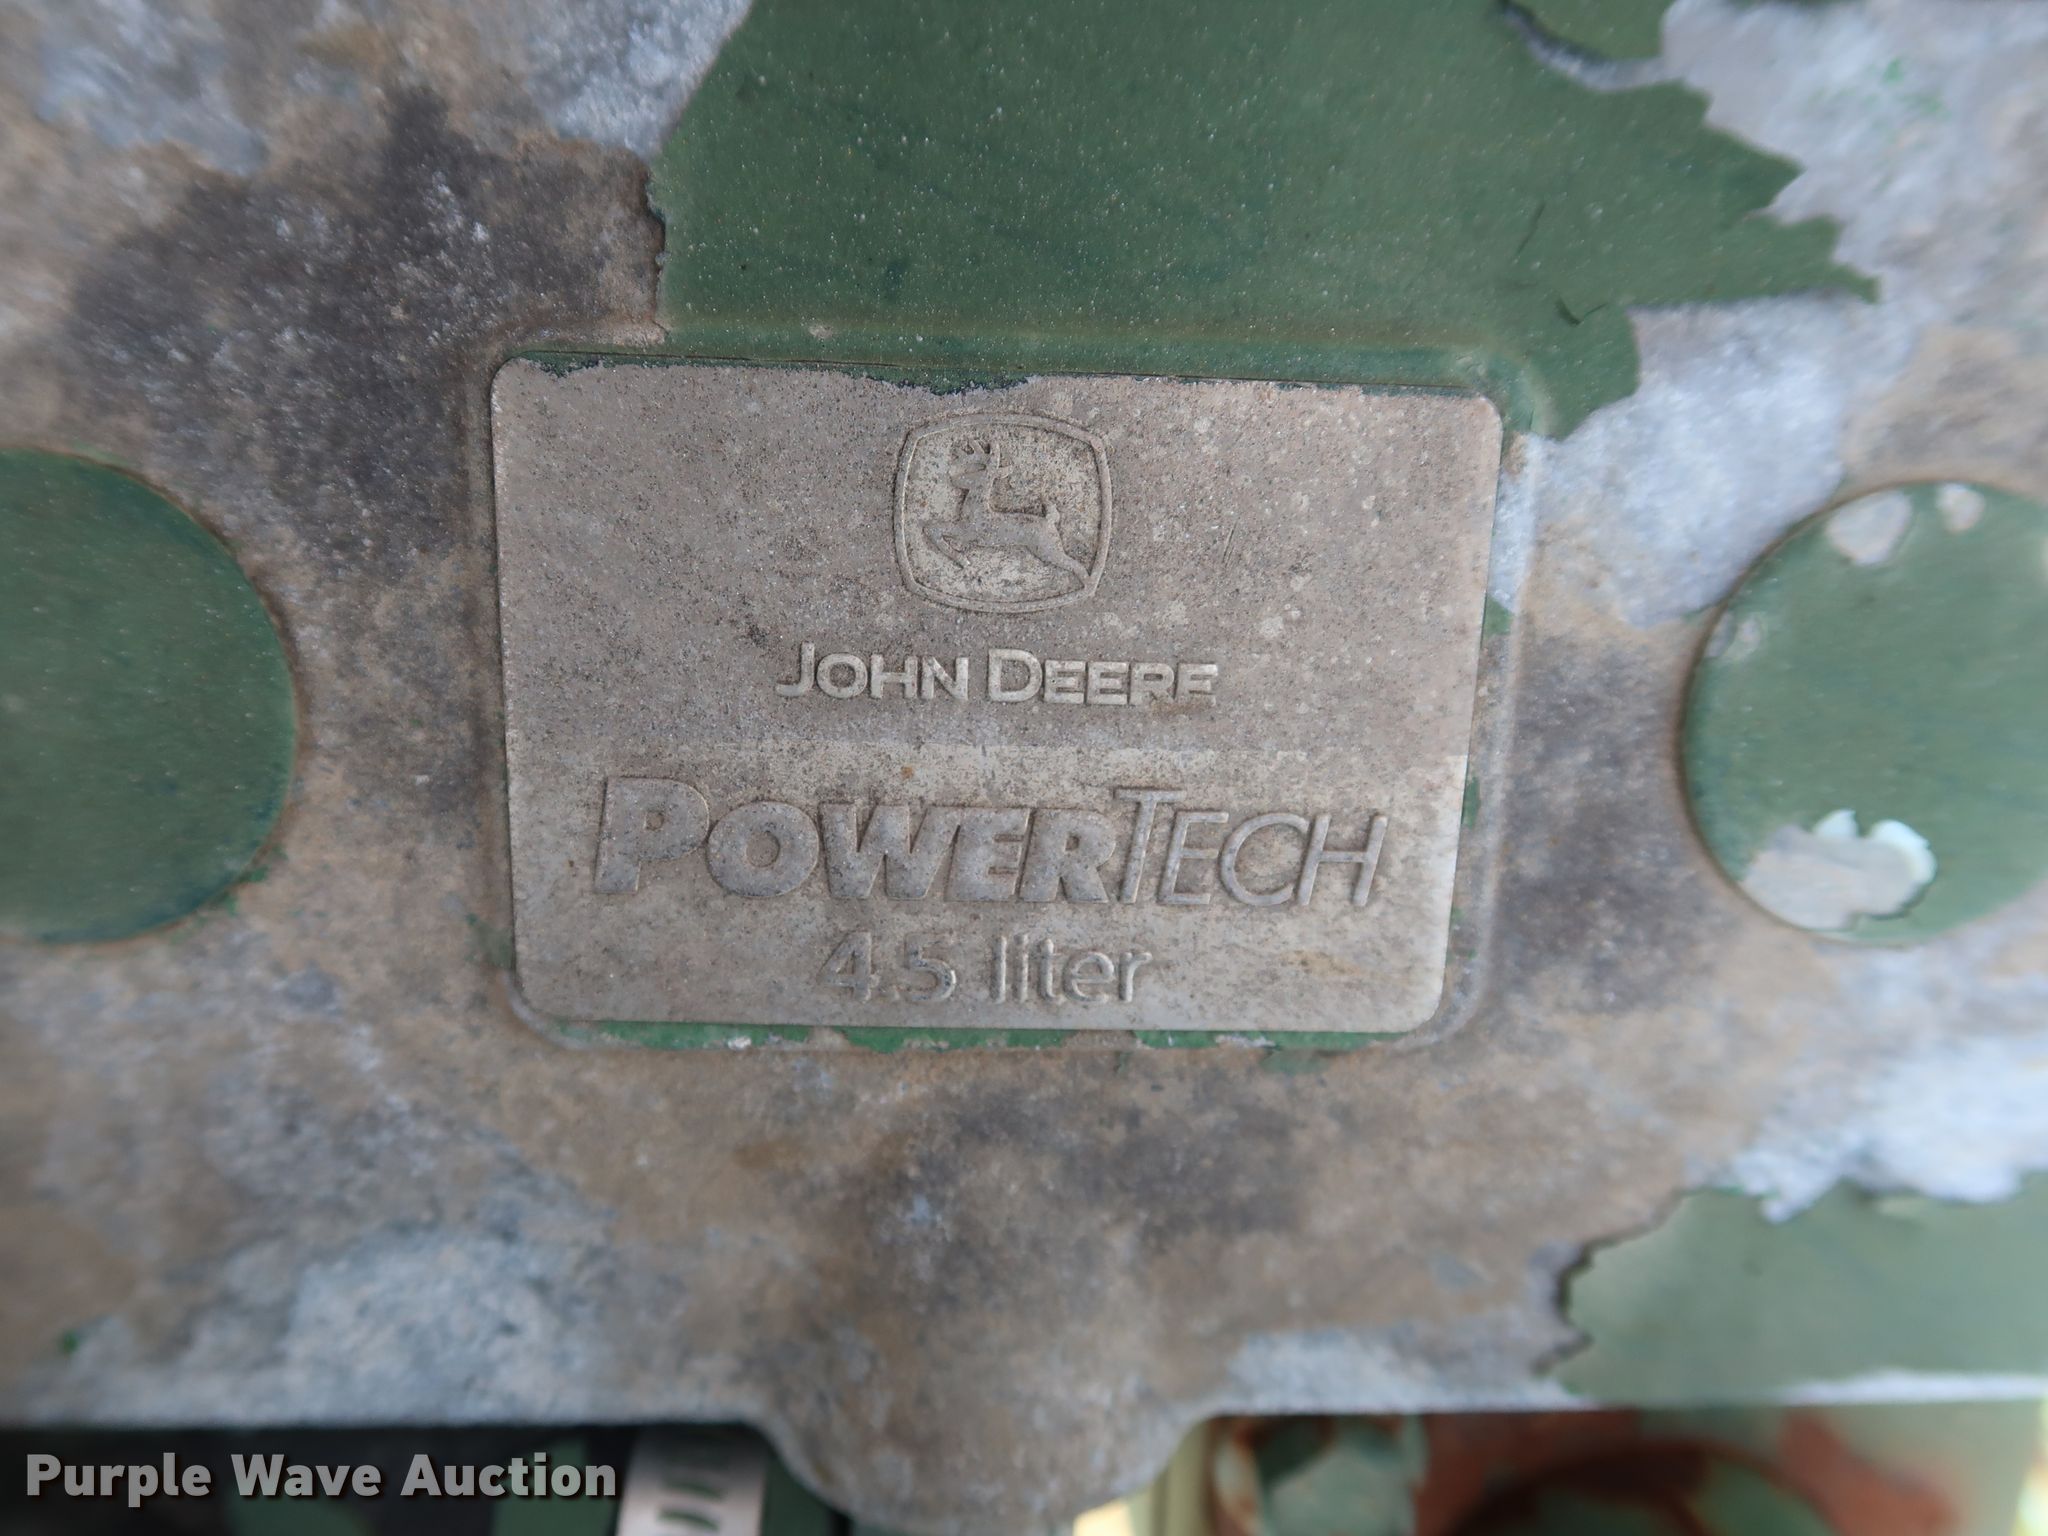 JOHN DEERE
POWERTECH
4.5 liter
Purple Wave Auction